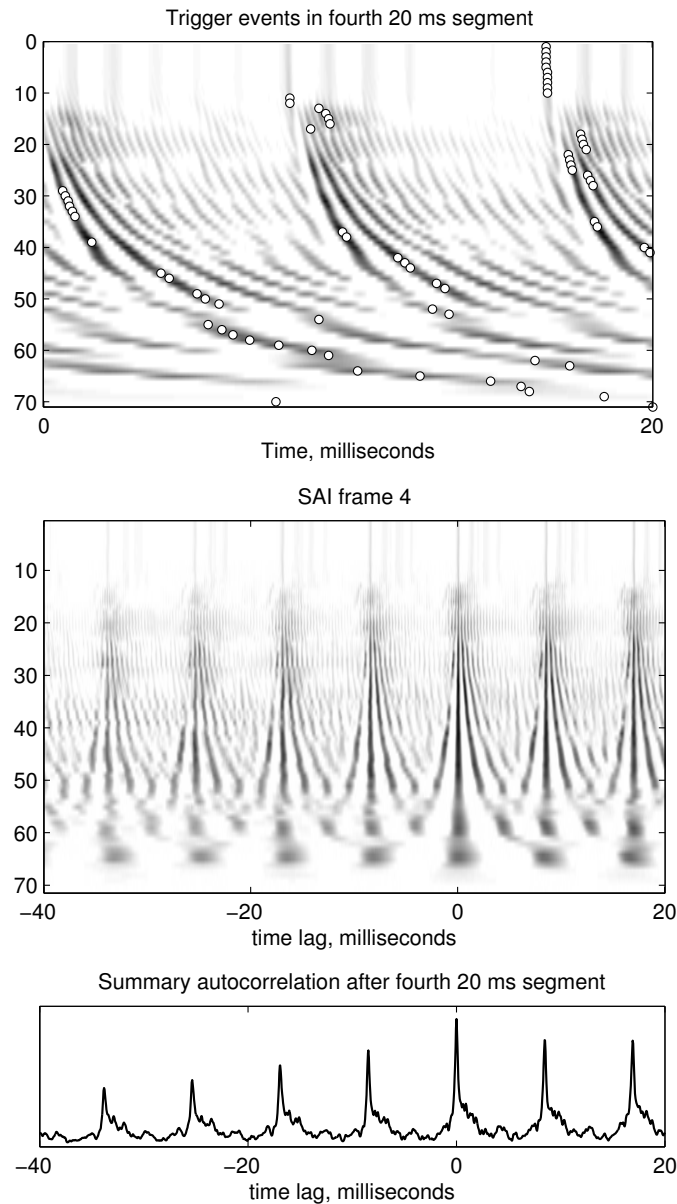 Trigger events in fourth 20 ms segment
0
10
20
30
40
50
60
70
0 20
Time, milliseconds
SAI frame 4
10
20
30
40
50
60
70
−40 −20 0 20
time lag, milliseconds
Summary autocorrelation after fourth 20 ms segment
−40 −20 0 20
time lag, milliseconds